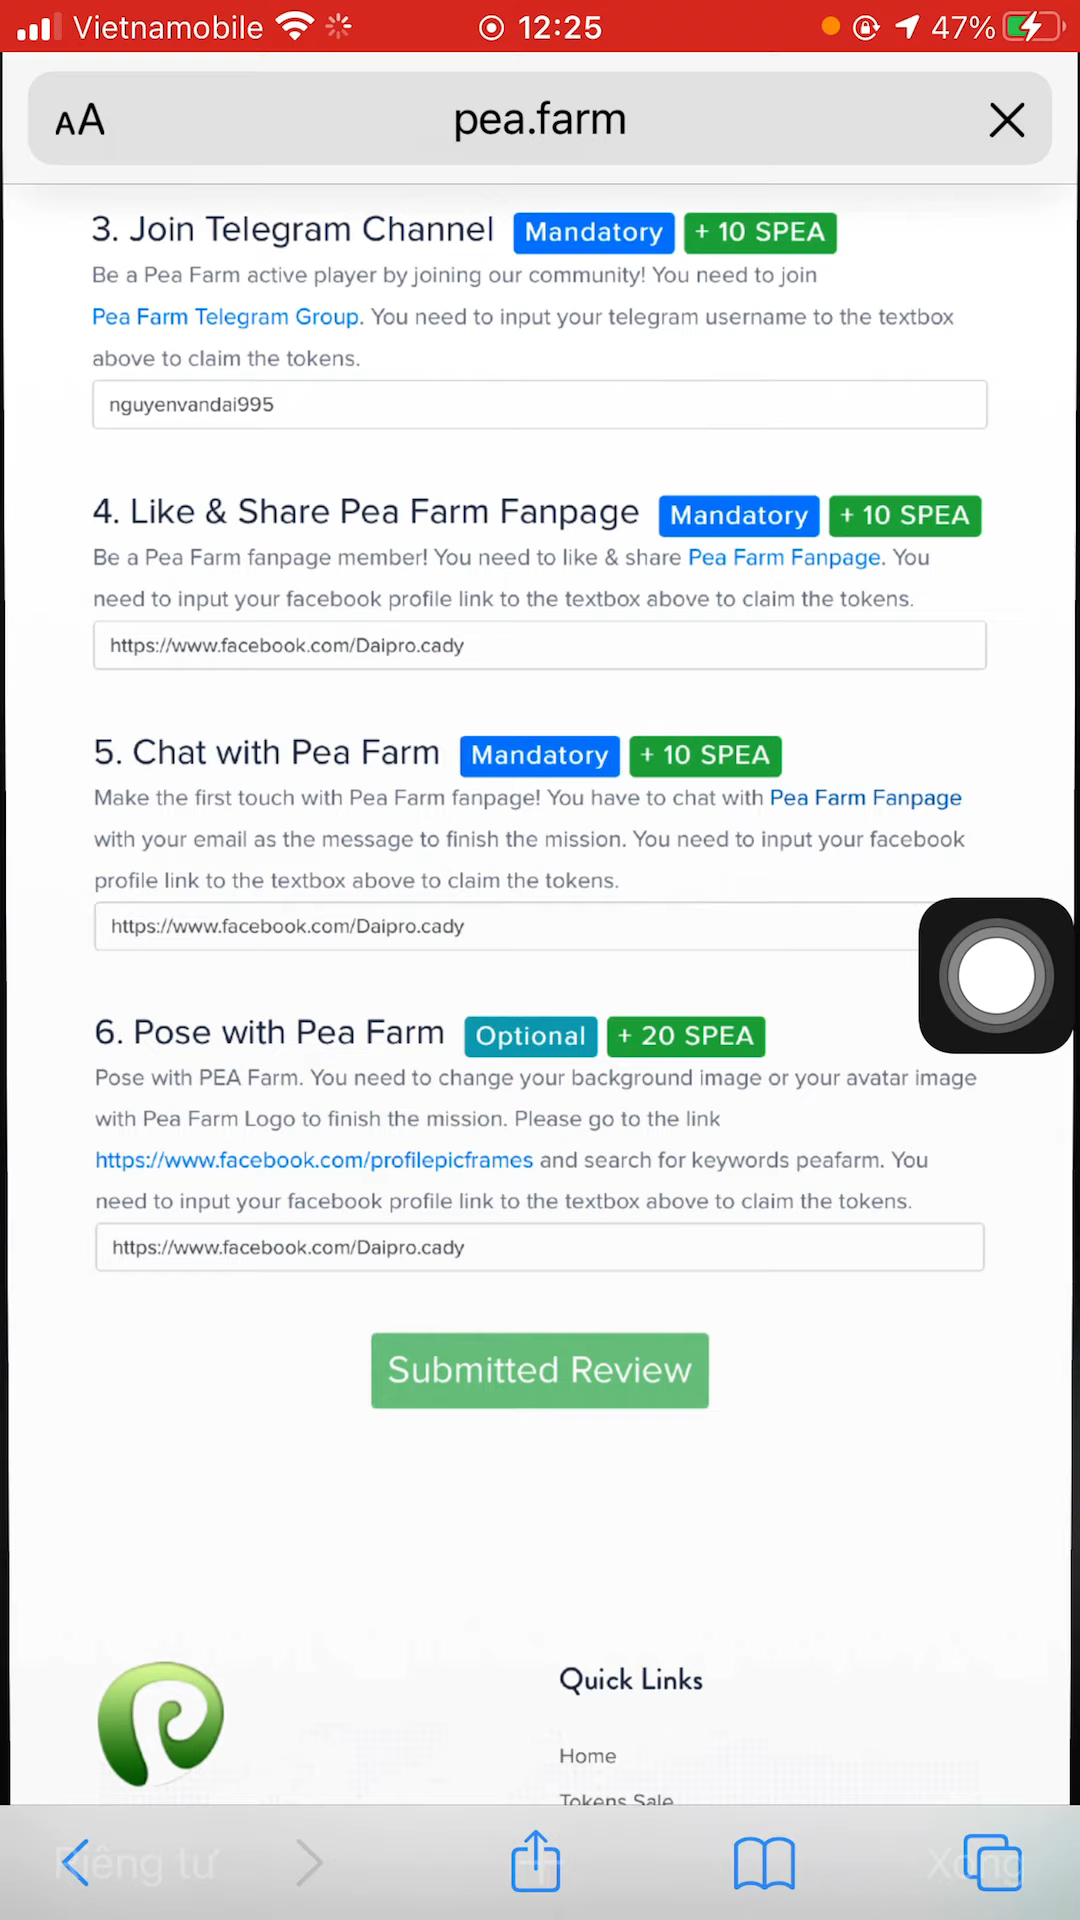 Vietnamobile 12:25 47%
AA pea.farm
3. Join Telegram Channel Mandatory + 10 SPEA
Be a Pea Farm active player by joining our community! You need to join
Pea Farm Telegram Group. You need to input your telegram username to the textbox
above to claim the tokens.
nguyenvandai995
4. Like & Share Pea Farm Fanpage Mandatory + 10 SPEA
Be a Pea Farm fanpage member! You need to like & share Pea Farm Fanpage. You
need to input your facebook profile link to the textbox above to claim the tokens.
https://www.facebook.com/Daipro.cady
5. Chat with Pea Farm Mandatory + 10 SPEA
Make the first touch with Pea Farm fanpage! You have to chat with Pea Farm Fanpage
with your email as the message to finish the mission. You need to input your facebook
profile link to the textbox above to claim the tokens.
https://www.facebook.com/Daipro.cady
6. Pose with Pea Farm Optional + 20 SPEA
Pose with PEA Farm. You need to change your background image or your avatar image
with Pea Farm Logo to finish the mission. Please go to the link
https://www.facebook.com/profilepicframes and search for keywords peafarm. You
need to input your facebook profile link to the textbox above to claim the tokens.
https://www.facebook.com/Daipro.cady
Submitted Review
Quick Links
Home
Tokens Sale
Riêng tư Xong